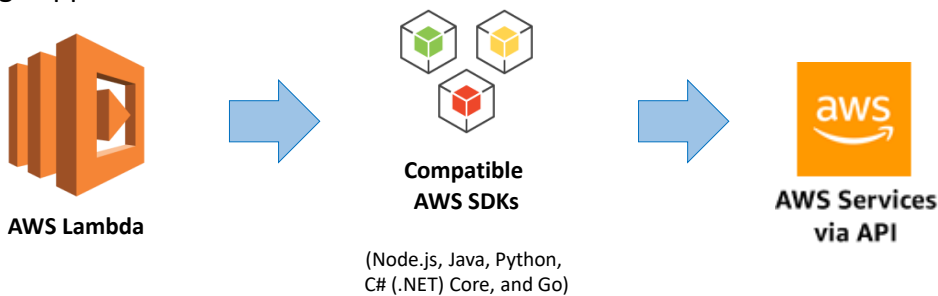 AWS Lambda
Compatible
AWS SDKs
(Node.js, Java, Python,
C# (.NET) Core, and Go)
aws
AWS Services
via API